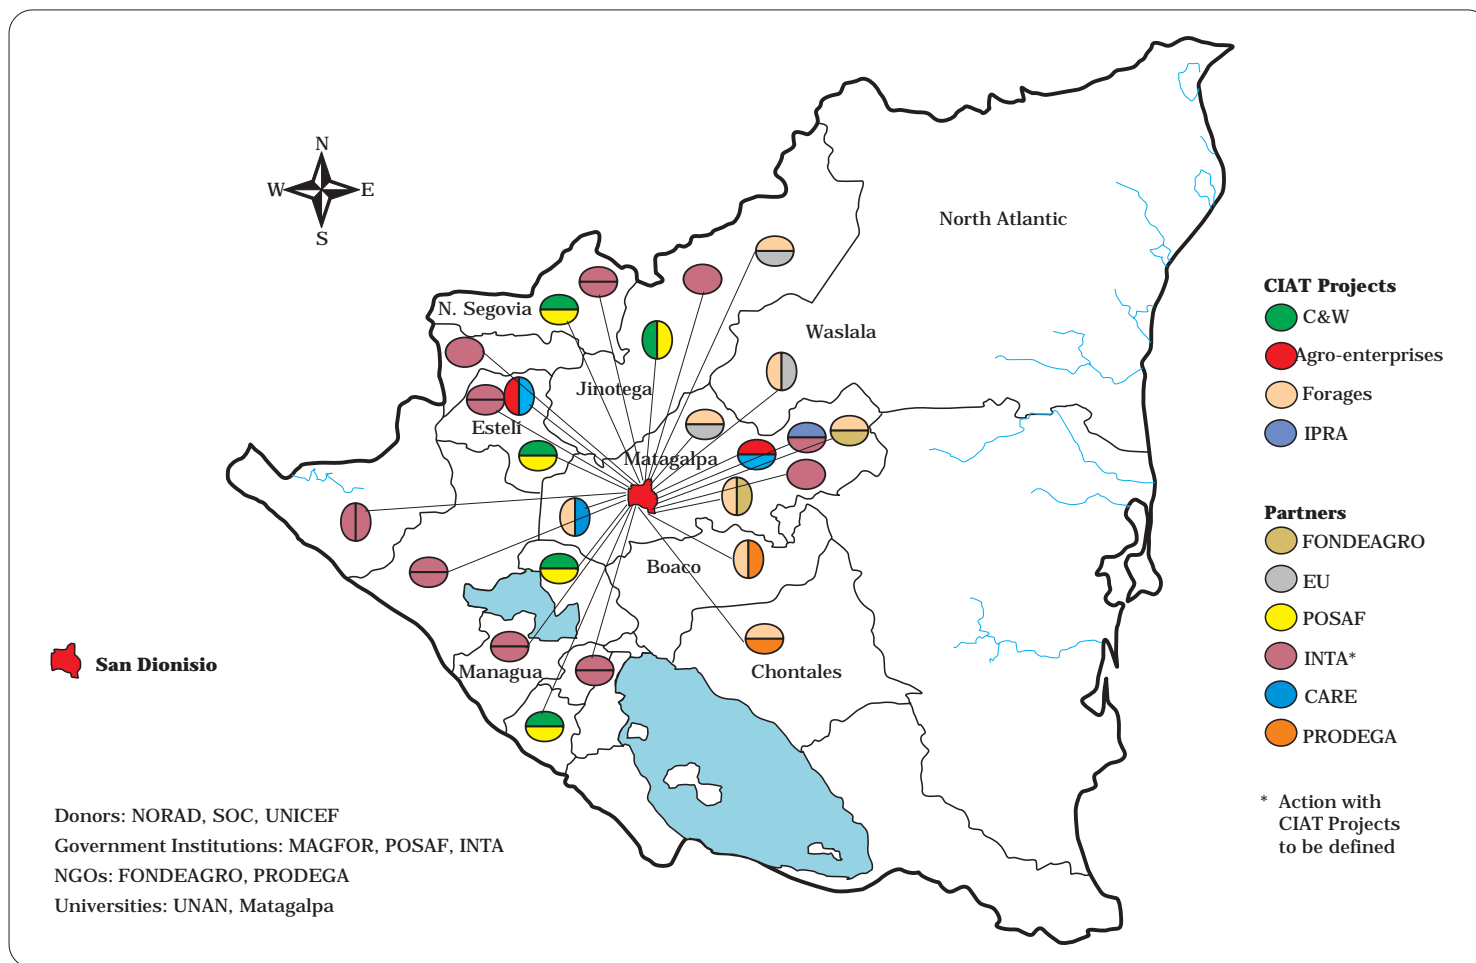 N
W
E
S
North Atlantic
N. Segovia
Waslala
Jinotega
Estelí
Matagalpa
Boaco
Managua
Chontales
San Dionisio
CIAT Projects
C&W
Agro-enterprises
Forages
IPRA
Partners
FONDEAGRO
EU
POSAF
INTA*
CARE
PRODEGA
* Action with
CIAT Projects
to be defined
Donors: NORAD, SOC, UNICEF
Government Institutions: MAGFOR, POSAF, INTA
NGOs: FONDEAGRO, PRODEGA
Universities: UNAN, Matagalpa